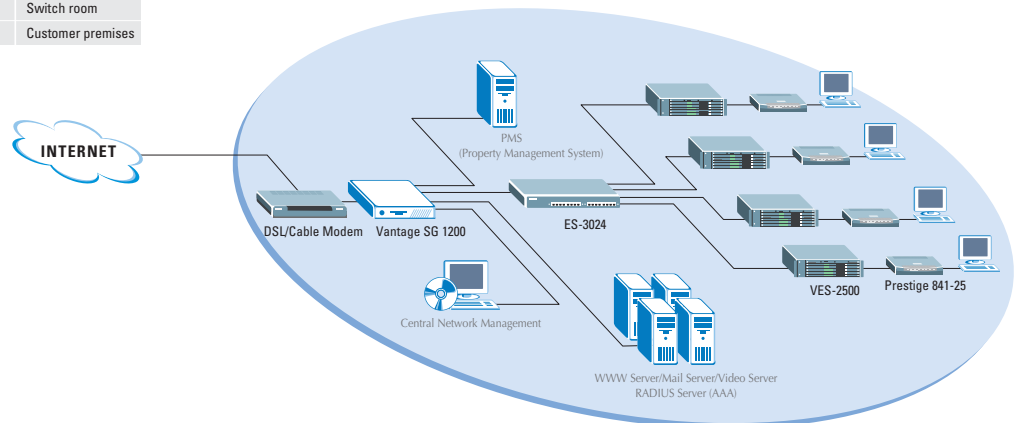 Switch room
Customer premises
INTERNET
PMS
(Property Management System)
DSL/Cable Modem
Vantage SG 1200
ES-3024
VES-2500
Prestige 841-25
Central Network Management
WWW Server/Mail Server/Video Server
RADIUS Server (AAA)